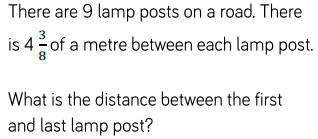 There are 9 lamp posts on a road. There
is 4 3/8 of a metre between each lamp post.
What is the distance between the first
and last lamp post?